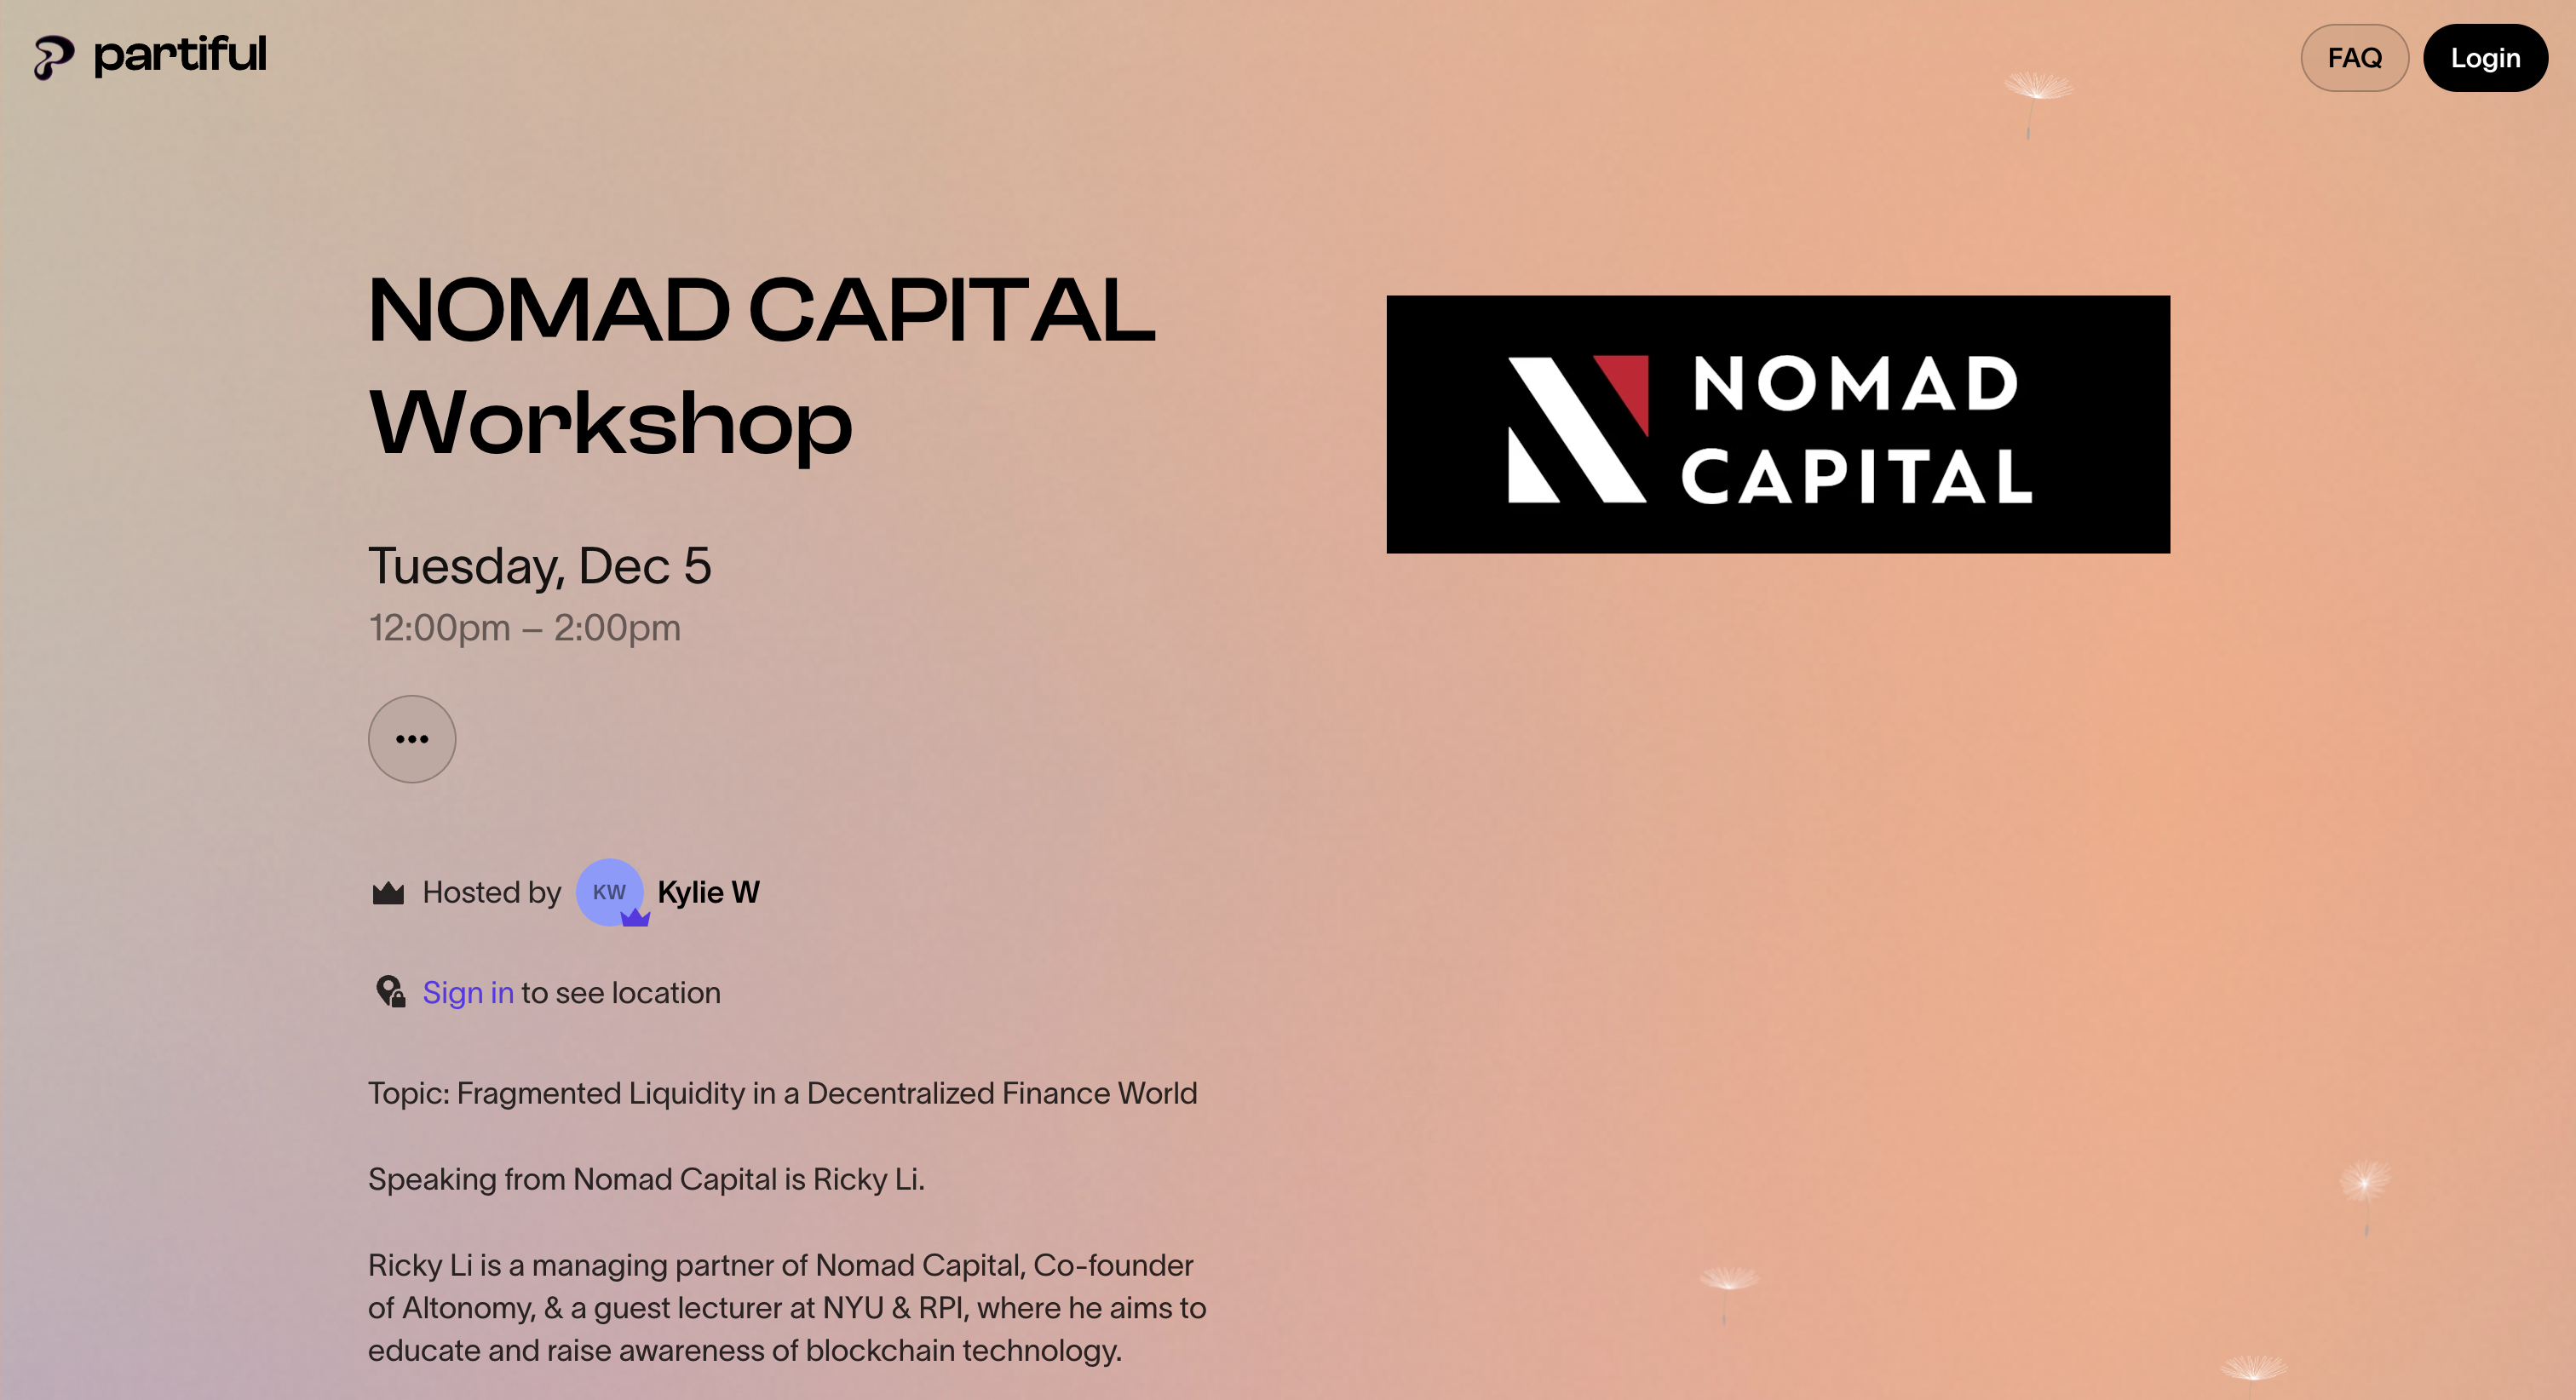 partiful
FAQ
Login
NOMAD CAPITAL
Workshop
NOMAD
CAPITAL
Tuesday, Dec 5
12:00pm – 2:00pm
Hosted by KW Kylie W
Sign in to see location
Topic: Fragmented Liquidity in a Decentralized Finance World
Speaking from Nomad Capital is Ricky Li.
Ricky Li is a managing partner of Nomad Capital, Co-founder
of Altonomy, & a guest lecturer at NYU & RPI, where he aims to
educate and raise awareness of blockchain technology.